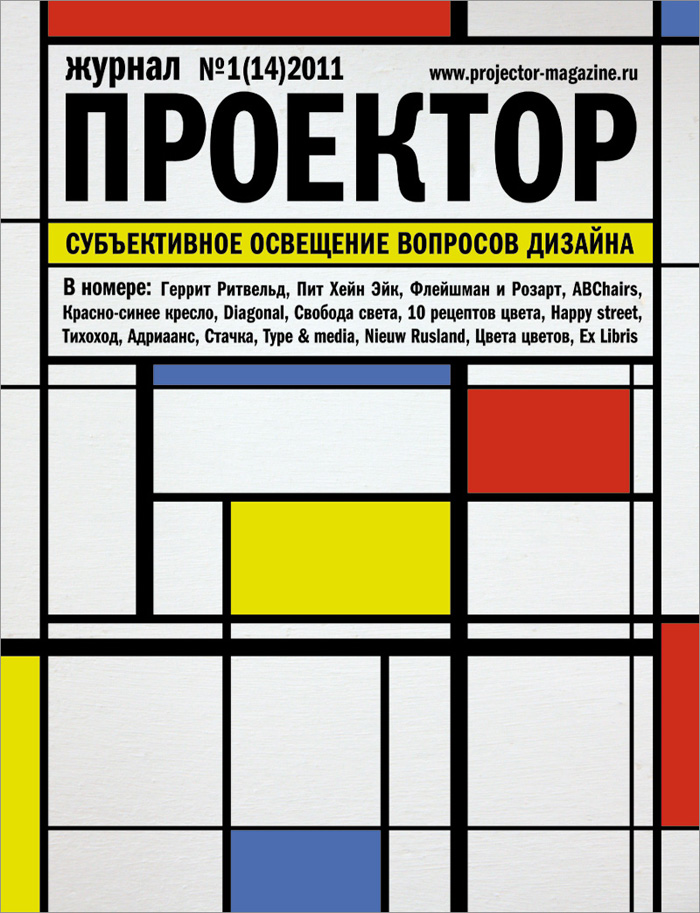 журнал №1(14)2011 www.projector-magazine.ru
ПРОЕКТОР
СУБЪЕКТИВНОЕ ОСВЕЩЕНИЕ ВОПРОСОВ ДИЗАЙНА
В номере: Геррит Ритвельд, Пит Хейн Эйк, Флейшман и Розарт, ABChairs,
Красно-синее кресло, Diagonal, Свобода света, 10 рецептов цвета, Happy street,
Тихоход, Адриаанс, Стачка, Type & media, Nieuw Rusland, Цвета цветов, Ex Libris